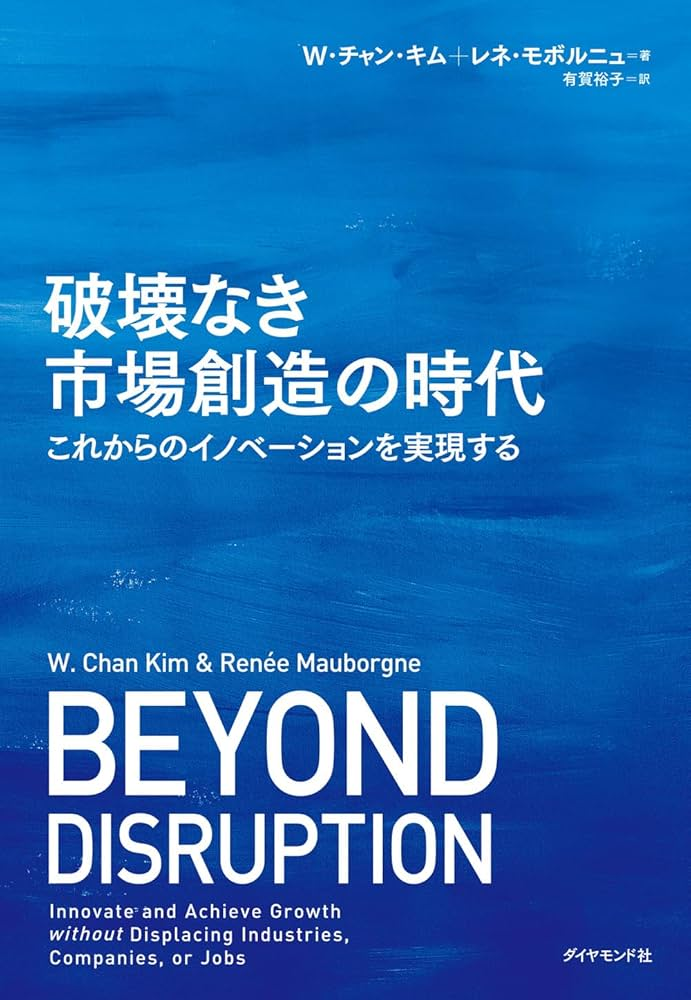 W・チャン・キム＋レネ・モボルニュ＝著
有賀裕子＝訳
破壊なき
市場創造の時代
これからのイノベーションを実現する
W. Chan Kim & Renée Mauborgne
BEYOND
DISRUPTION
Innovate and Achieve Growth
without Displacing Industries,
Companies, or Jobs
ダイヤモンド社